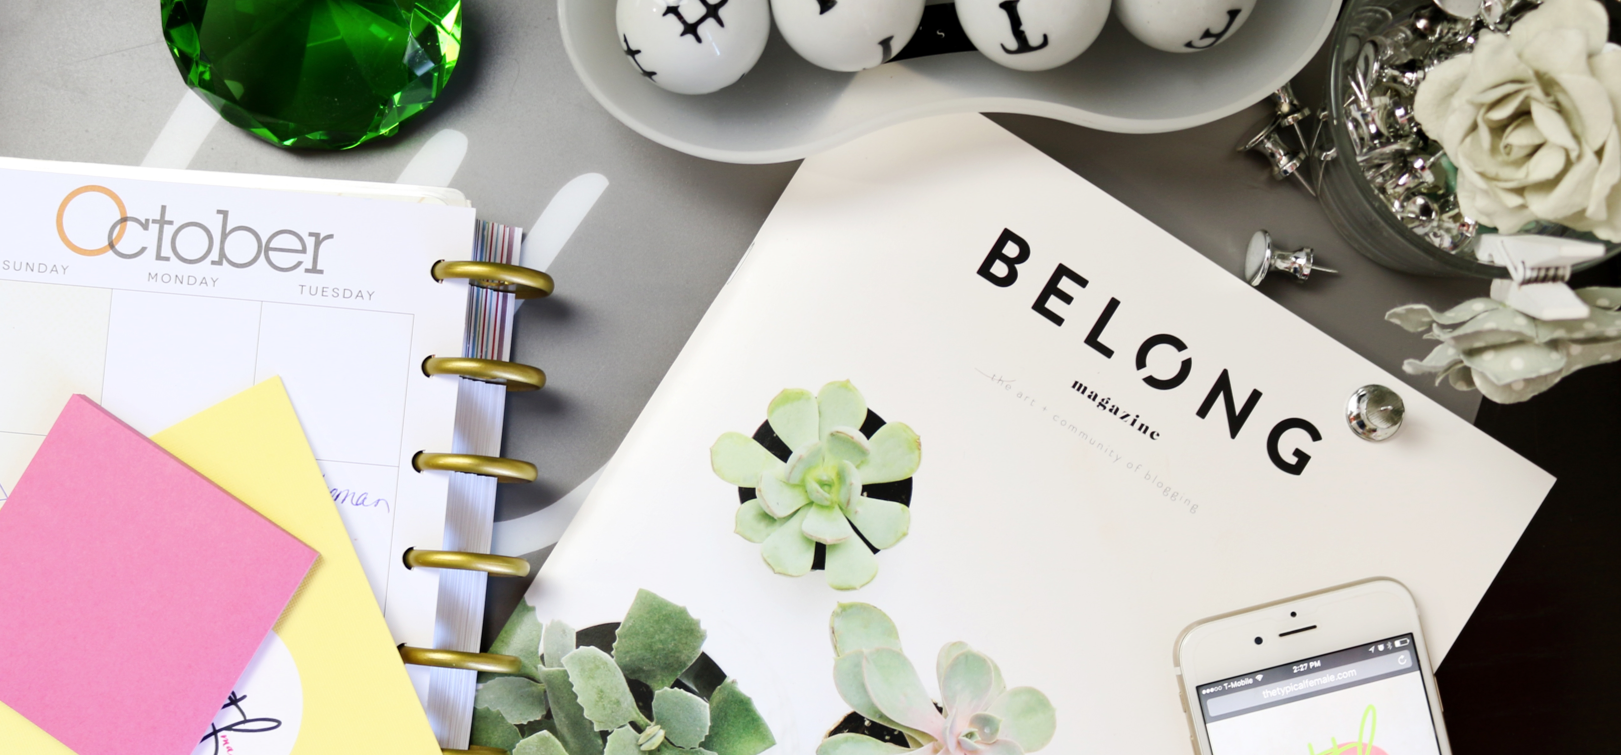 October
SUNDAY
MONDAY
TUESDAY
BELONG
magazine
the art + community of blogging
T-Mobile
2:27 PM
thetypicalfemale.com